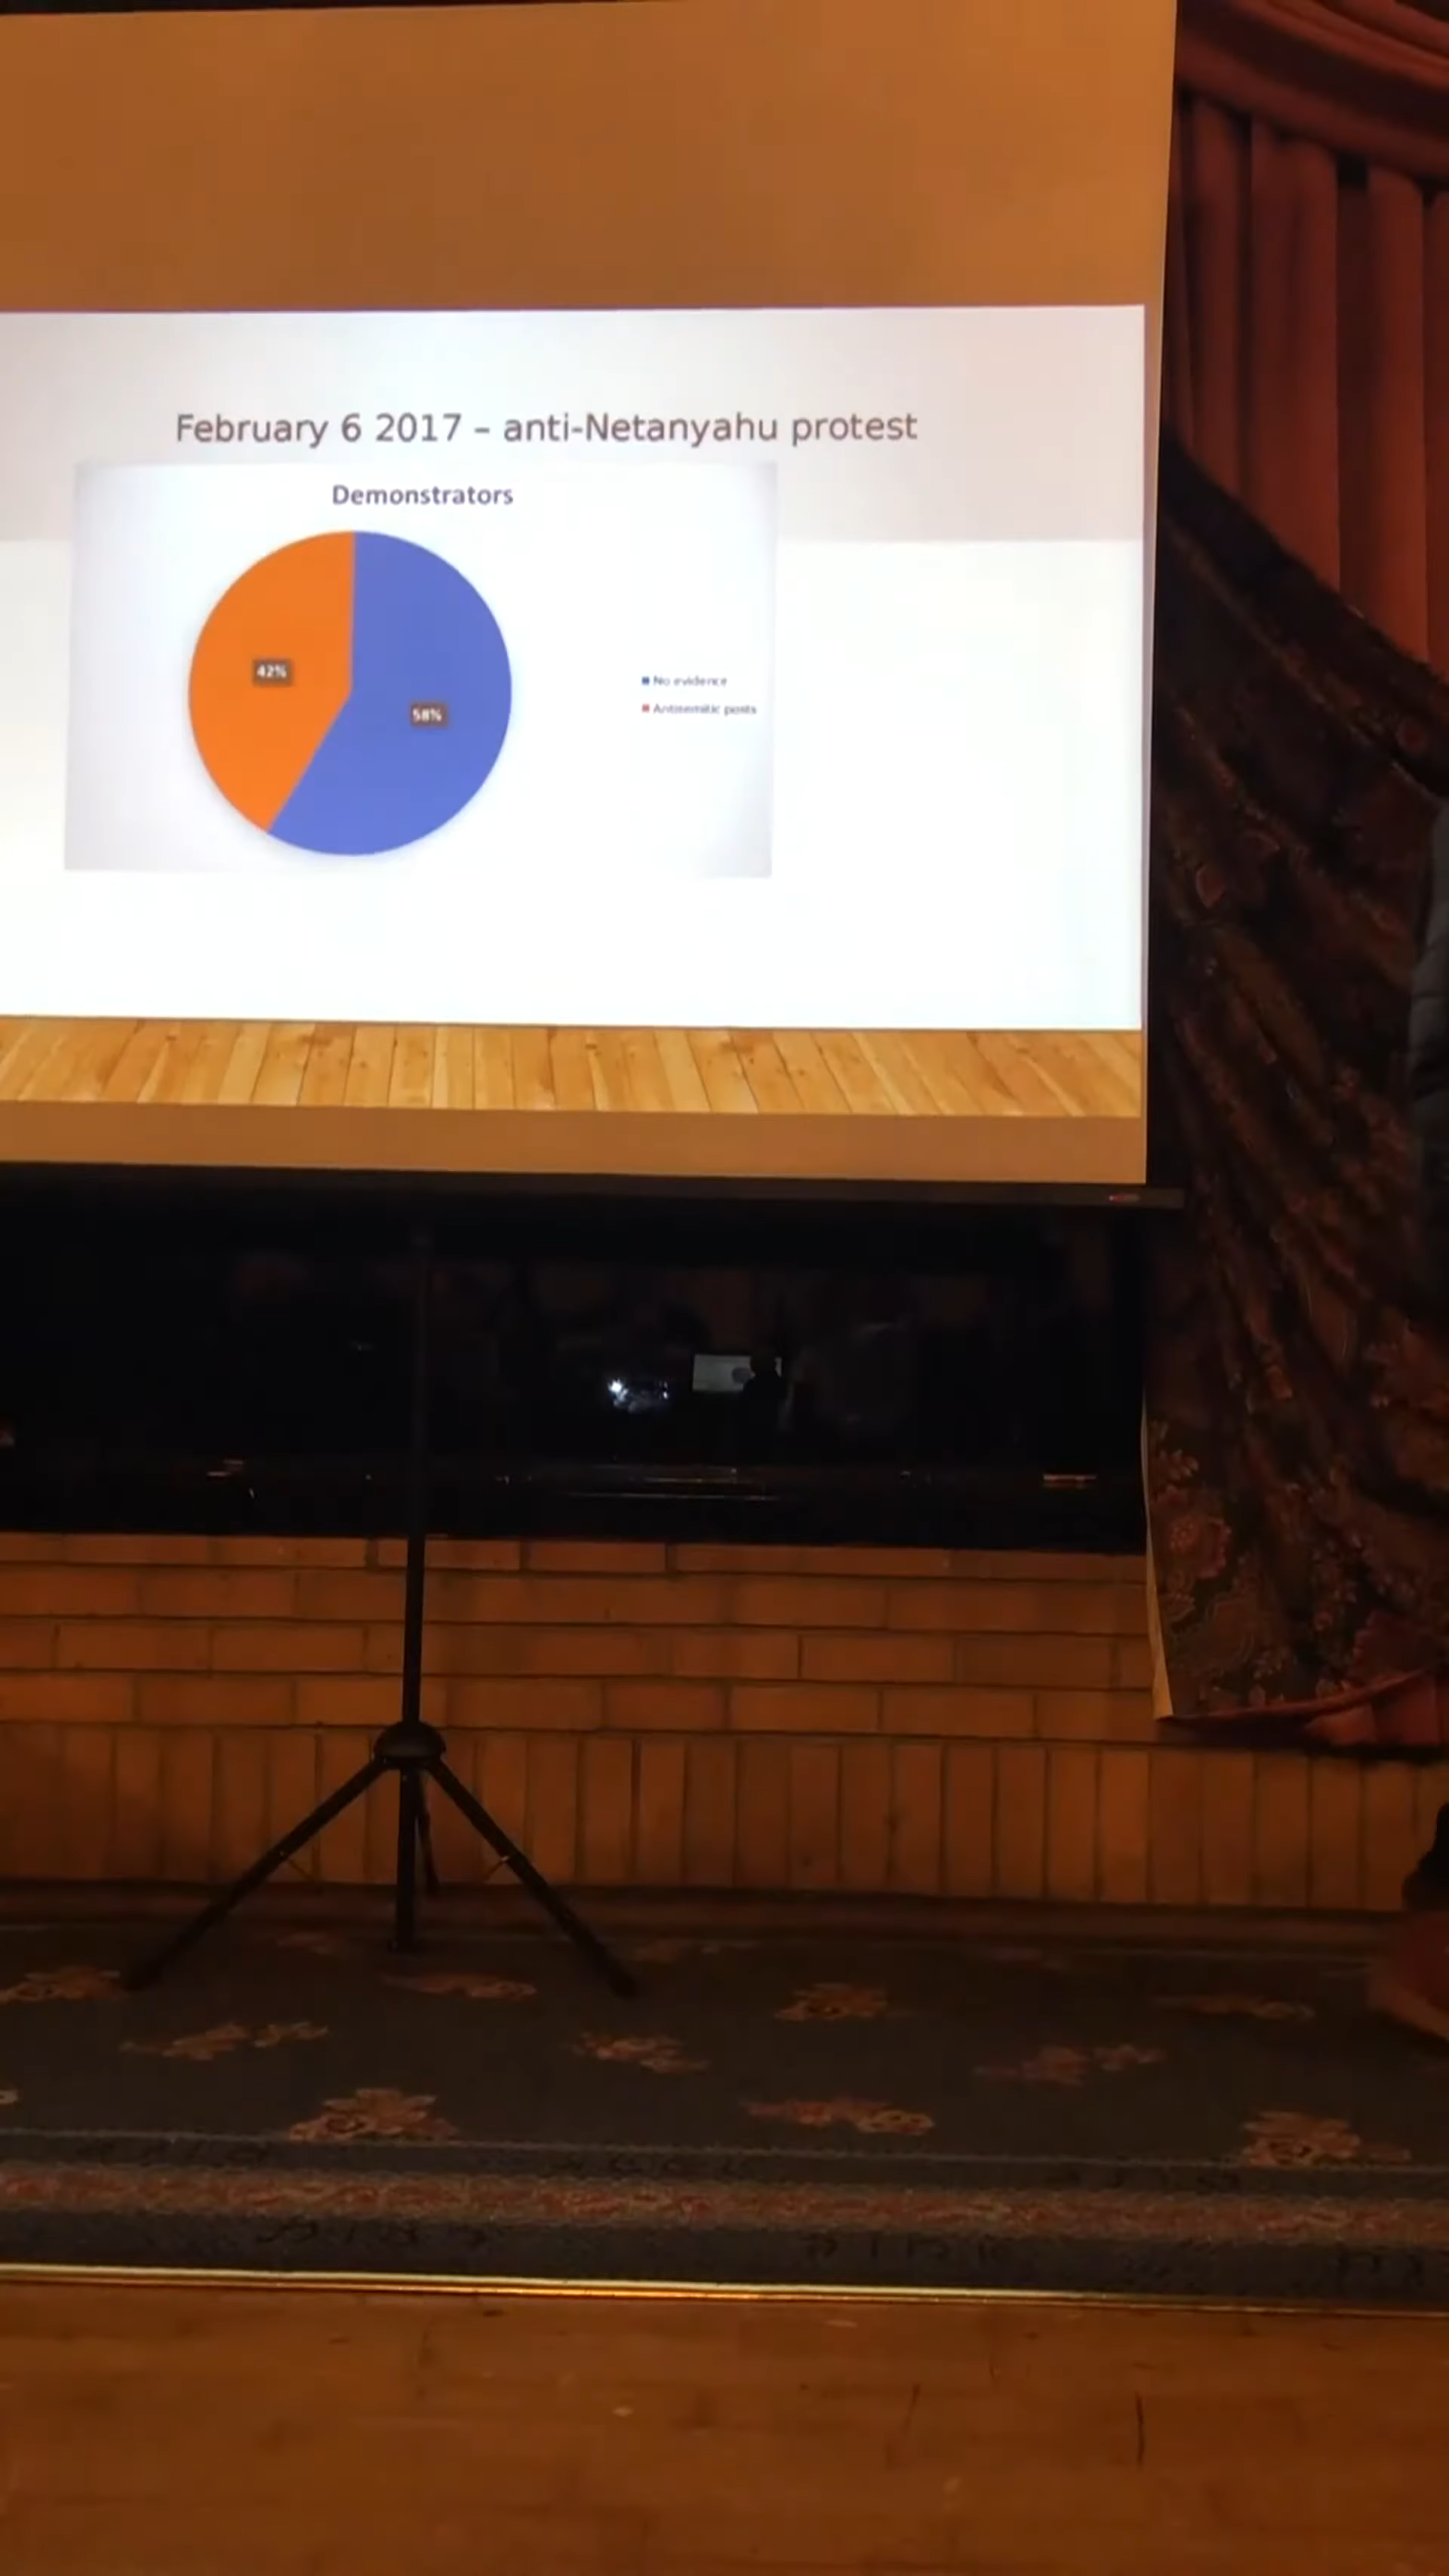 February 6 2017 – anti-Netanyahu protest
Demonstrators
42%
58%
No evidence
Antisemitic posts